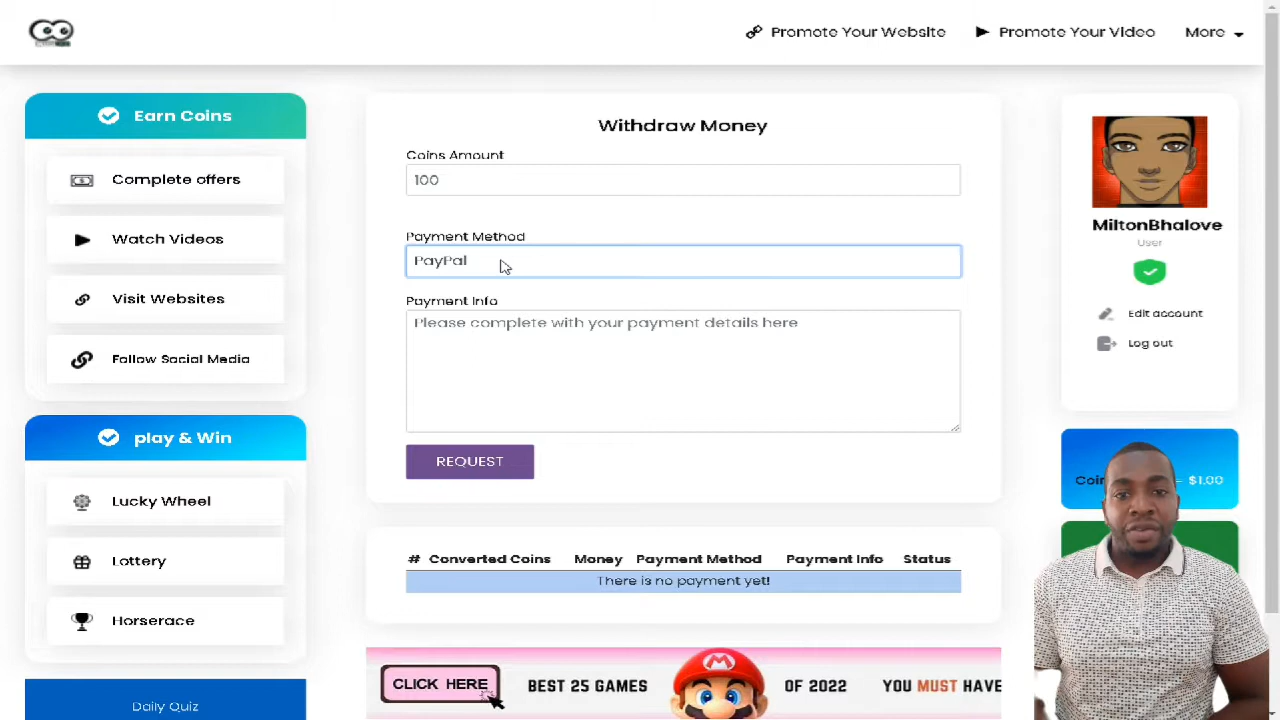 Promote Your Website
Promote Your Video
More
Earn Coins
Complete offers
Watch Videos
Visit Websites
Follow Social Media
play & Win
Lucky Wheel
Lottery
Horserace
Daily Quiz
Withdraw Money
Coins Amount
100
Payment Method
PayPal
Payment Info
Please complete with your payment details here
REQUEST
# Converted Coins Money Payment Method Payment Info Status
There is no payment yet!
CLICK HERE
BEST 25 GAMES
OF 2022
YOU MUST HAVE
MiltonBhalove
User
Edit account
Log out
= $1.00